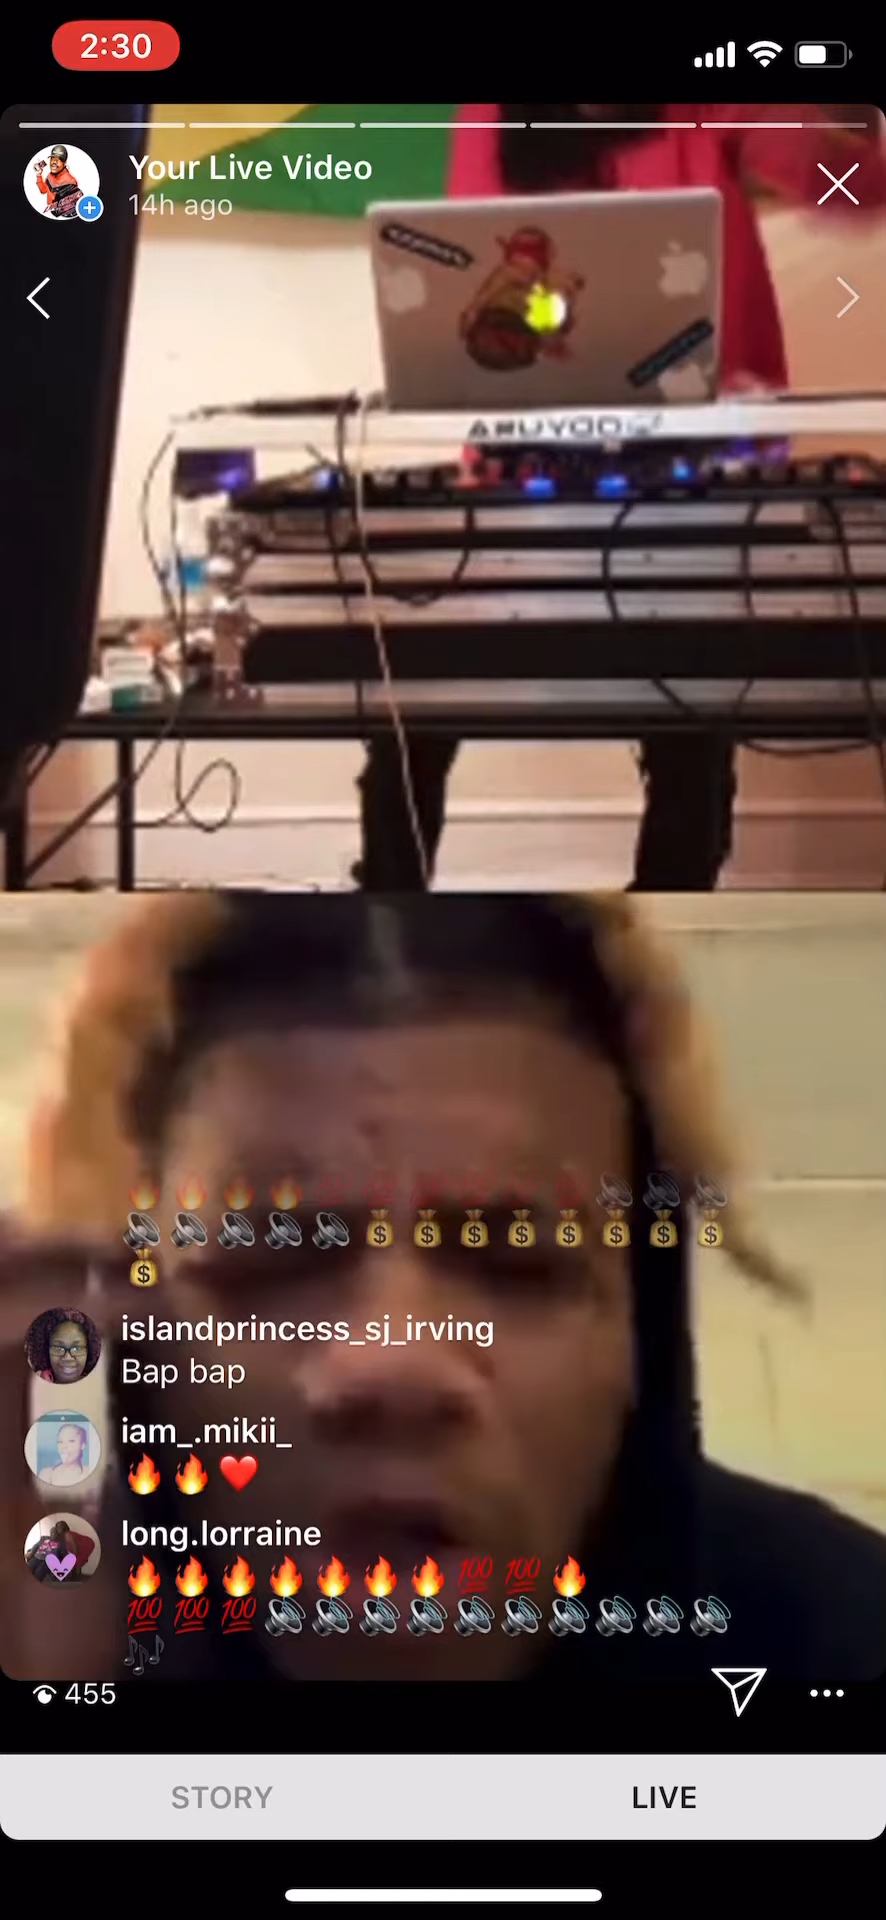 2:30
Your Live Video
14h ago
🔥🔥🔥🔥💯💯💯💯💯💯🔊🔊🔊
🔊🔊🔊🔊🔊💰💰💰💰💰💰💰💰
💰
islandprincess_sj_irving
Bap bap
iam_.mikii_
🔥🔥❤️
long.lorraine
🔥🔥🔥🔥🔥🔥🔥💯💯🔥
💯💯💯🔊🔊🔊🔊🔊🔊🔊🔊🔊🔊
🎶
455
STORY
LIVE